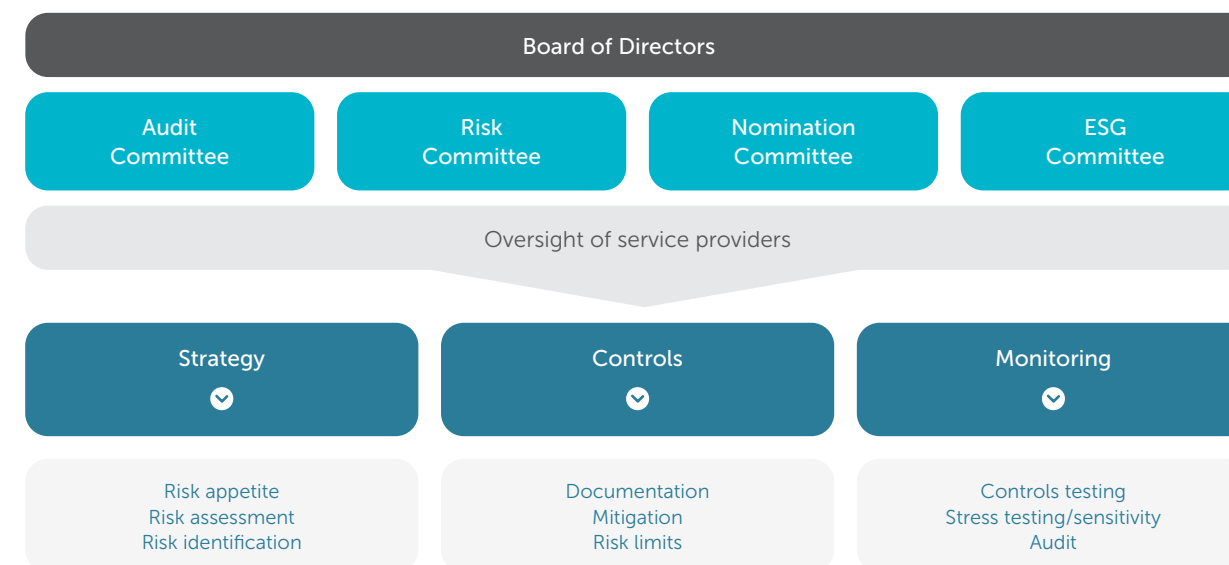 Board of Directors
Audit
Committee
Risk
Committee
Nomination
Committee
ESG
Committee
Oversight of service providers
Strategy
Controls
Monitoring
Risk appetite
Risk assessment
Risk identification
Documentation
Mitigation
Risk limits
Controls testing
Stress testing/sensitivity
Audit